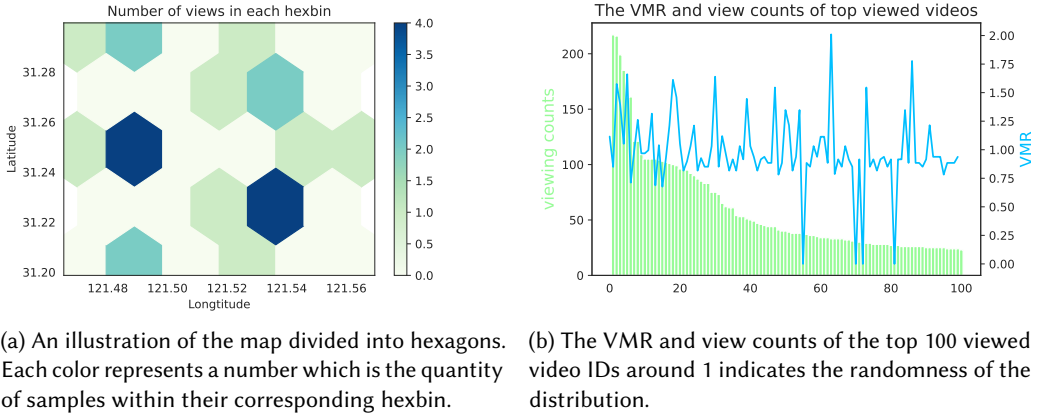 Number of views in each hexbin
Latitude
31.28
31.26
31.24
31.22
31.20
121.48 121.50 121.52 121.54 121.56
Longtitude
4.0
3.5
3.0
2.5
2.0
1.5
1.0
0.5
0.0
(a) An illustration of the map divided into hexagons.
Each color represents a number which is the quantity
of samples within their corresponding hexbin.
The VMR and view counts of top viewed videos
viewing counts
200
150
100
50
0
0 20 40 60 80 100
2.00
1.75
1.50
1.25
1.00
0.75
0.50
0.25
0.00
VMR
(b) The VMR and view counts of the top 100 viewed
video IDs around 1 indicates the randomness of the
distribution.